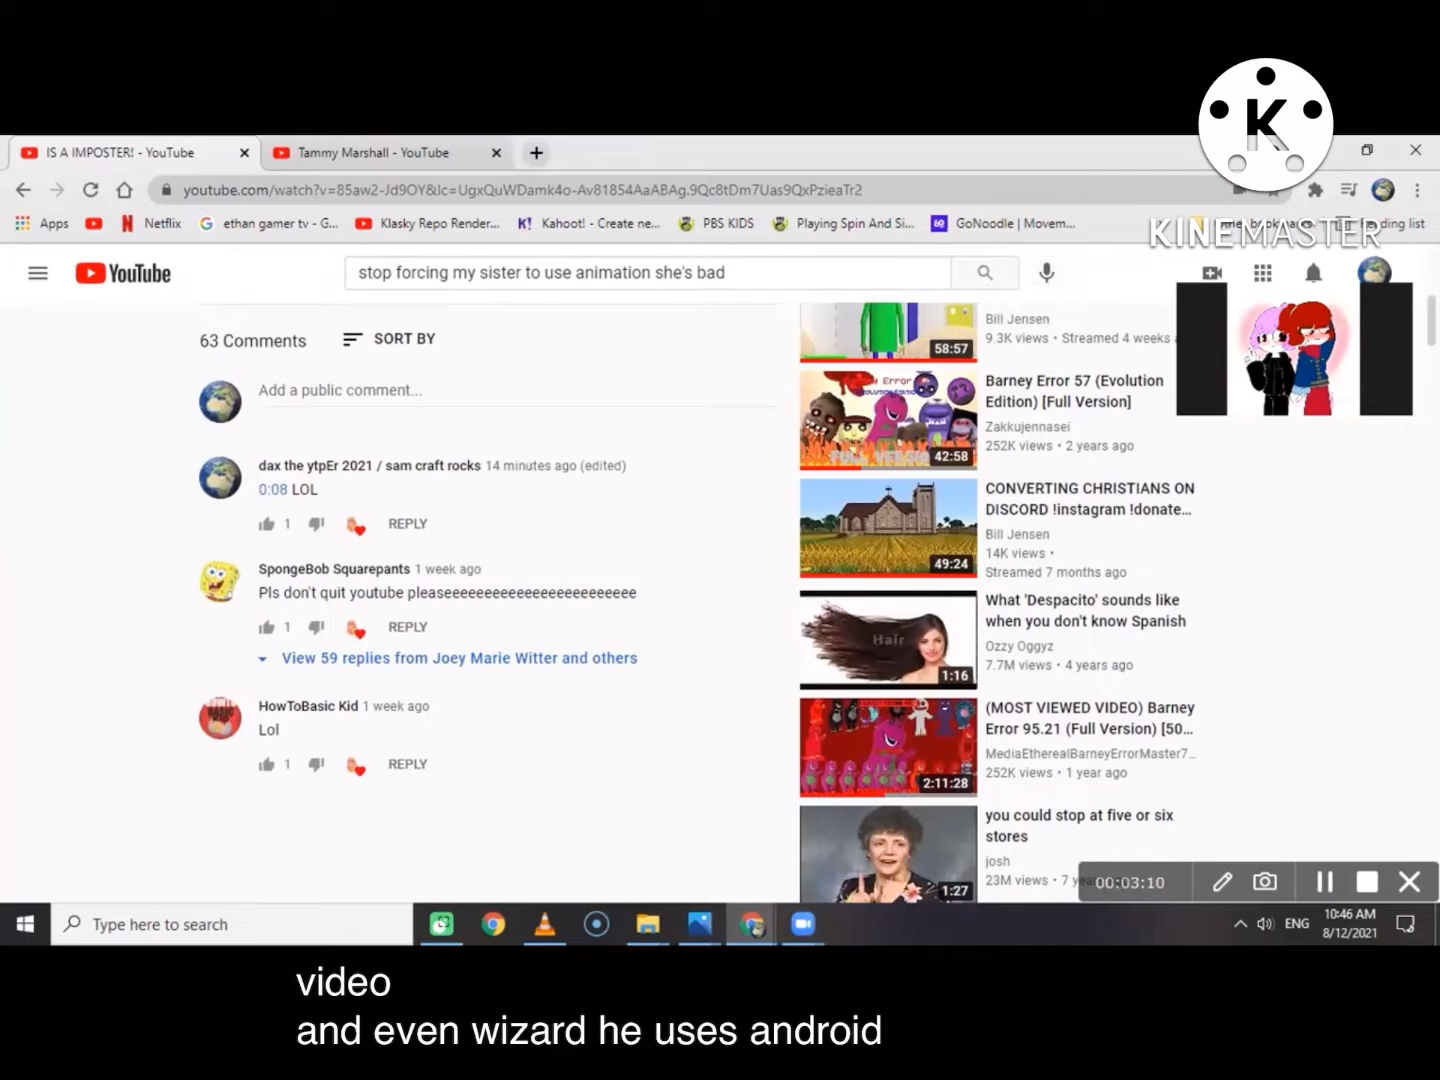 K
KINEMASTER
IS A IMPOSTER! - YouTube
Tammy Marshall - YouTube
youtube.com/watch?v=85aw2-Jd9OY&lc=UgxQuWDamk4o-Av81854AaABAg.9Qc8tDm7Uas9QxPzieaTr2
Apps
Netflix
ethan gamer tv - G...
Klasky Repo Render...
K! Kahoot! - Create ne...
PBS KIDS
Playing Spin And Si...
GoNoodle | Movem...
YouTube
stop forcing my sister to use animation she's bad
63 Comments
SORT BY
Add a public comment...
dax the ytpEr 2021 / sam craft rocks 14 minutes ago (edited)
0:08 LOL
1 REPLY
SpongeBob Squarepants 1 week ago
Pls don't quit youtube pleaseeeeeeeeeeeeeeeeeeeeeeee
1 REPLY
View 59 replies from Joey Marie Witter and others
HowToBasic Kid 1 week ago
Lol
1 REPLY
58:57
Bill Jensen
9.3K views • Streamed 4 weeks
42:58
Barney Error 57 (Evolution
Edition) [Full Version]
Zakkujennasei
252K views • 2 years ago
49:24
CONVERTING CHRISTIANS ON
DISCORD !instagram !donate...
Bill Jensen
14K views •
Streamed 7 months ago
Hair
1:16
What 'Despacito' sounds like
when you don't know Spanish
Ozzy Oggyz
7.7M views • 4 years ago
2:11:28
(MOST VIEWED VIDEO) Barney
Error 95.21 (Full Version) [50...
MediaEtherealBarneyErrorMaster7...
252K views • 1 year ago
1:27
you could stop at five or six
stores
josh
23M views • 7
00:03:10
Type here to search
ENG
10:46 AM
8/12/2021
video
and even wizard he uses android